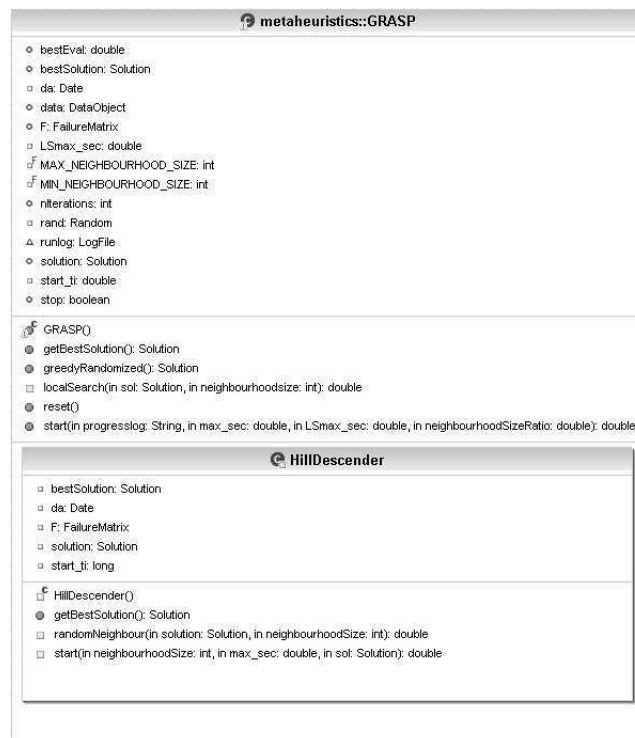 metaheuristics::GRASP
bestEval: double
bestSolution: Solution
da: Date
data: DataObject
F: FailureMatrix
LSmax_sec: double
MAX_NEIGHBOURHOOD_SIZE: int
MIN_NEIGHBOURHOOD_SIZE: int
nIterations: int
rand: Random
runlog: LogFile
solution: Solution
start_ti: double
stop: boolean
GRASP()
getBestSolution(): Solution
greedyRandomized(): Solution
localSearch(in sol: Solution, in neighbourhoodsize: int): double
reset()
start(in progresslog: String, in max_sec: double, in LSmax_sec: double, in neighbourhoodSizeRatio: double): double
HillDescender
bestSolution: Solution
da: Date
F: FailureMatrix
solution: Solution
start_ti: long
HillDescender()
getBestSolution(): Solution
randomNeighbour(in solution: Solution, in neighbourhoodSize: int): double
start(in neighbourhoodSize: int, in max_sec: double, in sol: Solution): double